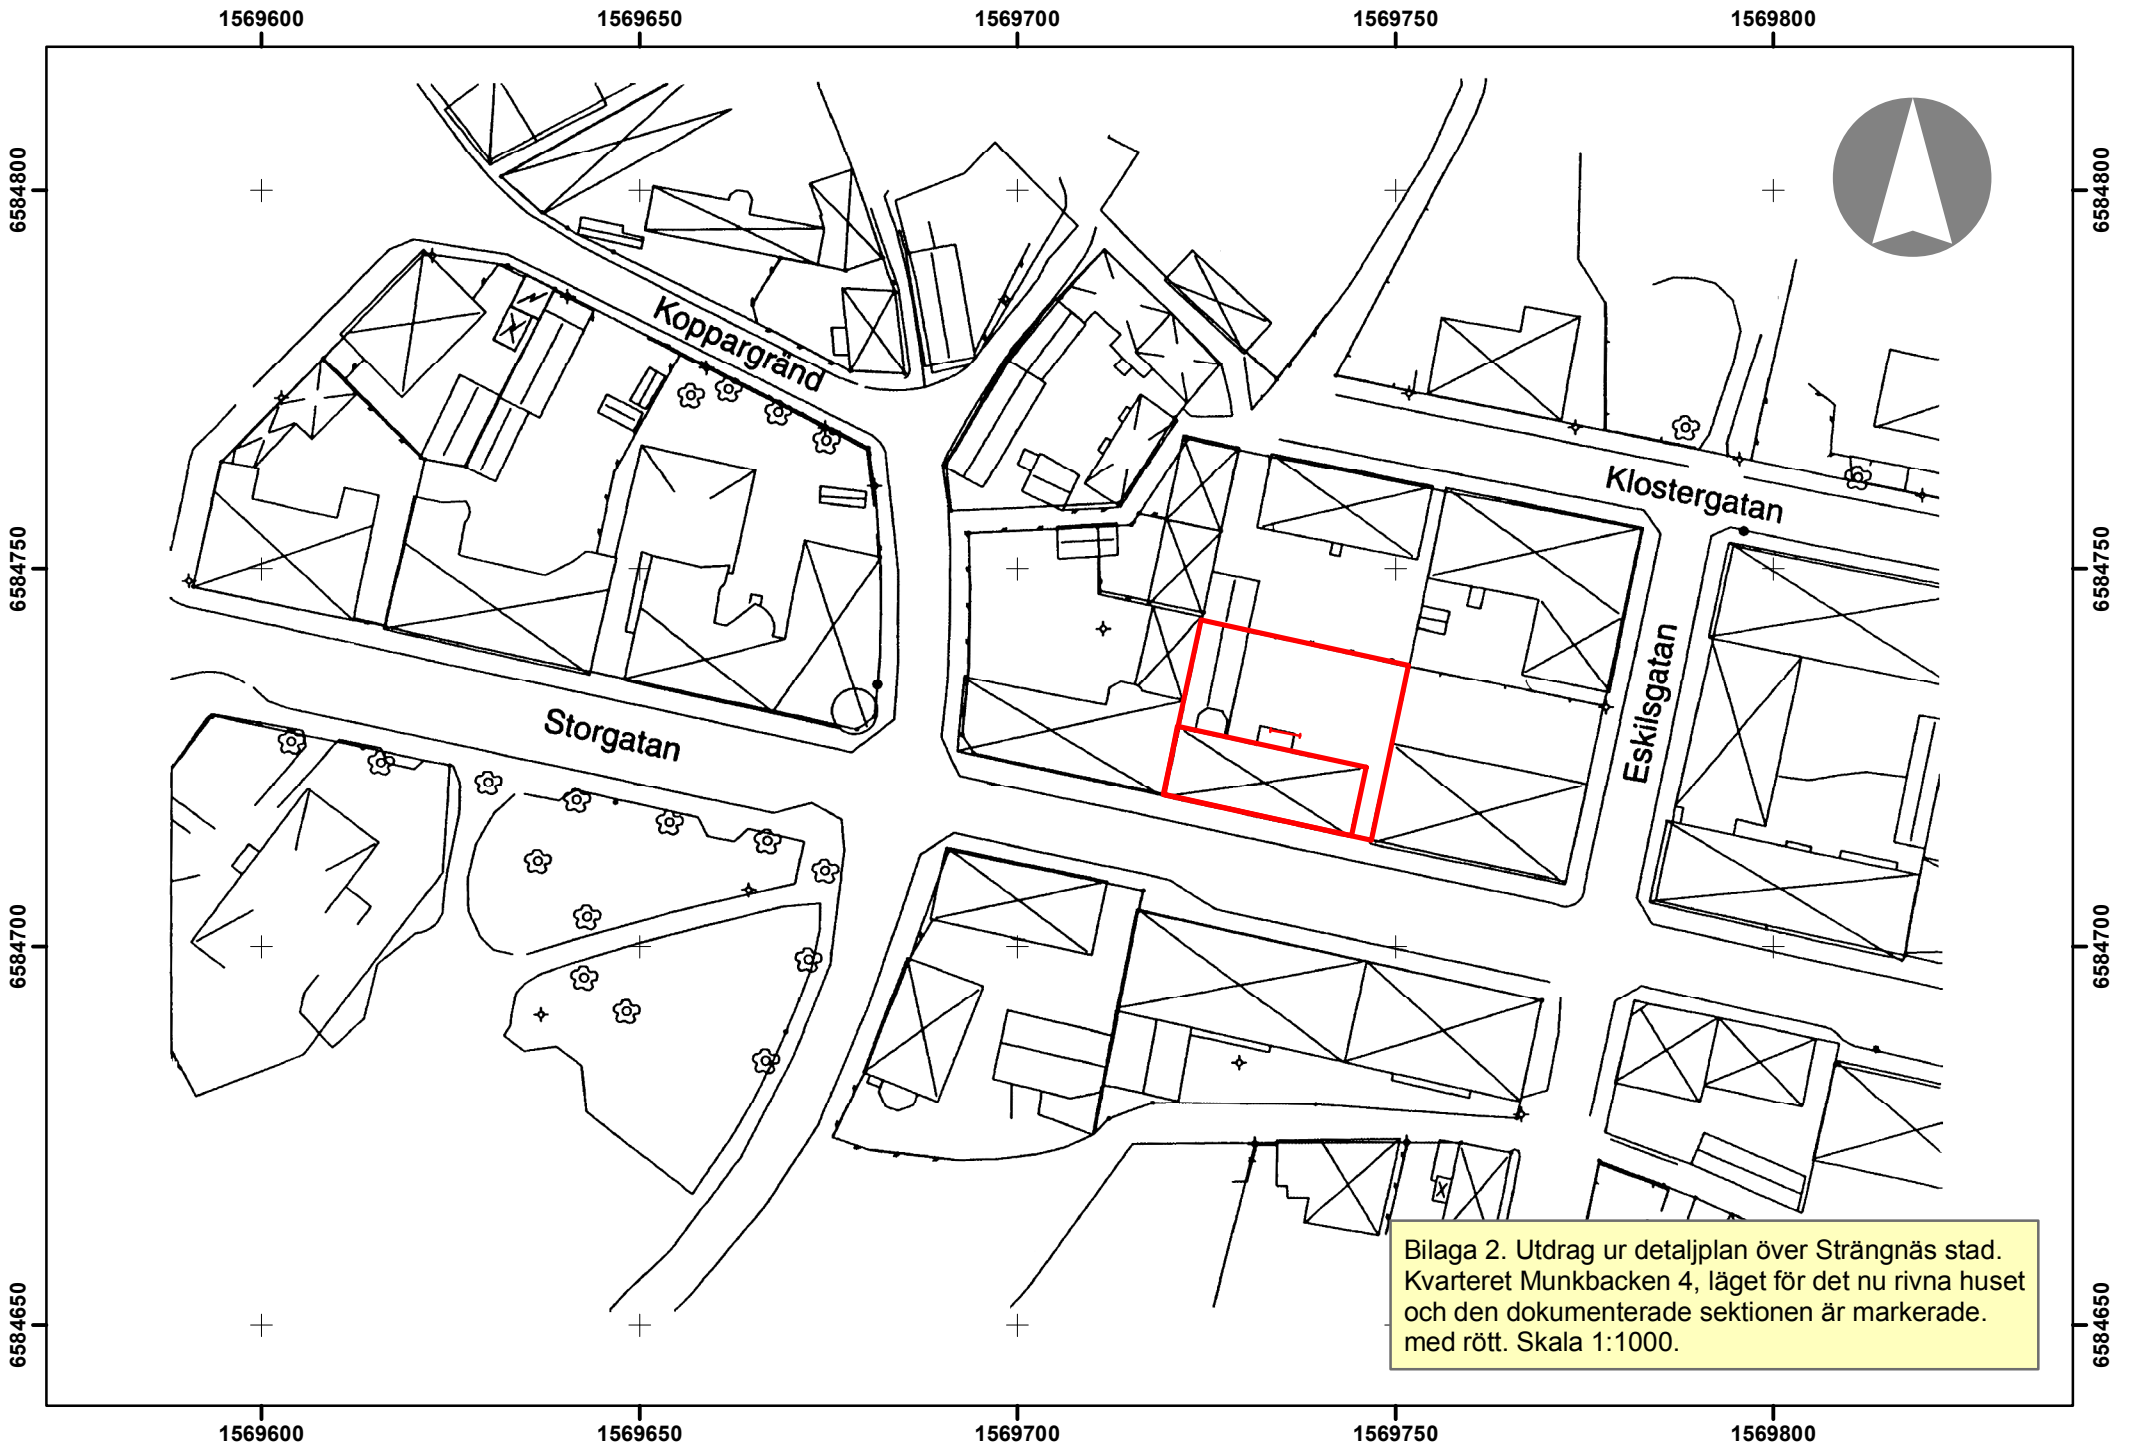 1569600 1569650 1569700 1569750 1569800
6584800 6584800
Koppargränd
Klostergatan
6584750 6584750
Eskilsgatan
Storgatan
6584700 6584700
Bilaga 2. Utdrag ur detaljplan över Strängnäs stad.
Kvarteret Munkbacken 4, läget för det nu rivna huset
och den dokumenterade sektionen är markerade.
med rött. Skala 1:1000.
6584650 6584650
1569600 1569650 1569700 1569750 1569800